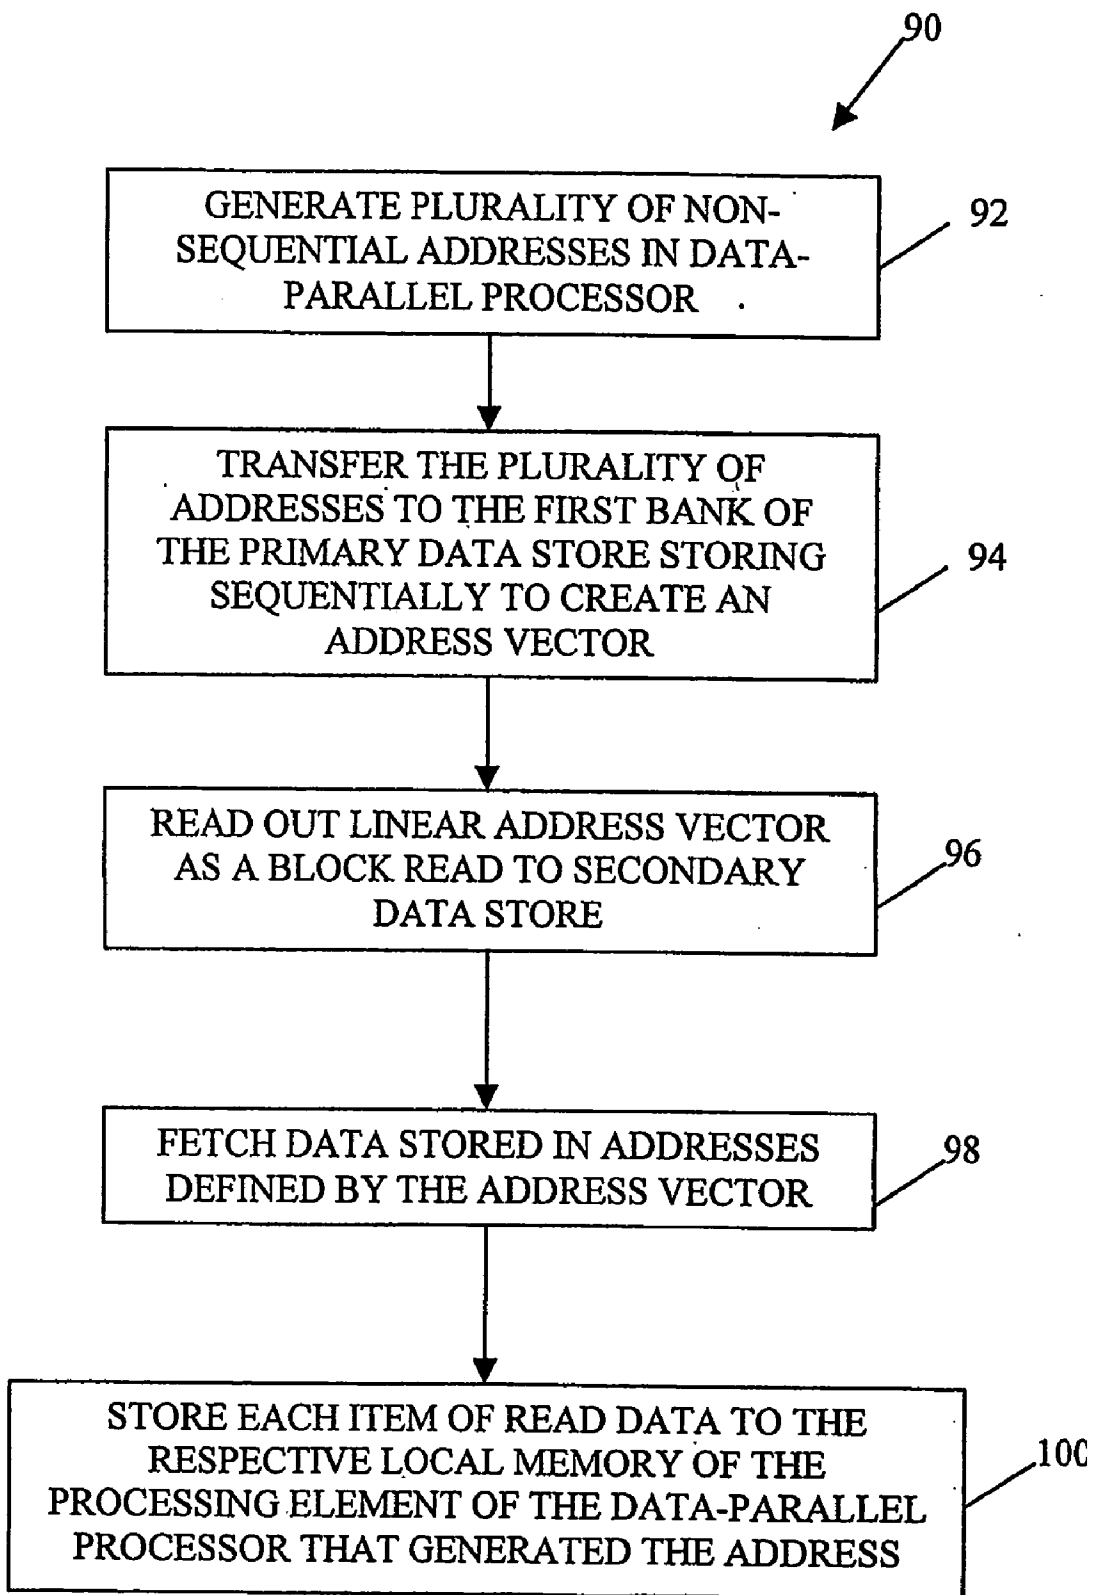 90
GENERATE PLURALITY OF NON-
SEQUENTIAL ADDRESSES IN DATA-
PARALLEL PROCESSOR
92
TRANSFER THE PLURALITY OF
ADDRESSES TO THE FIRST BANK OF
THE PRIMARY DATA STORE STORING
SEQUENTIALLY TO CREATE AN
ADDRESS VECTOR
94
READ OUT LINEAR ADDRESS VECTOR
AS A BLOCK READ TO SECONDARY
DATA STORE
96
FETCH DATA STORED IN ADDRESSES
DEFINED BY THE ADDRESS VECTOR
98
STORE EACH ITEM OF READ DATA TO THE
RESPECTIVE LOCAL MEMORY OF THE
PROCESSING ELEMENT OF THE DATA-PARALLEL
PROCESSOR THAT GENERATED THE ADDRESS
100